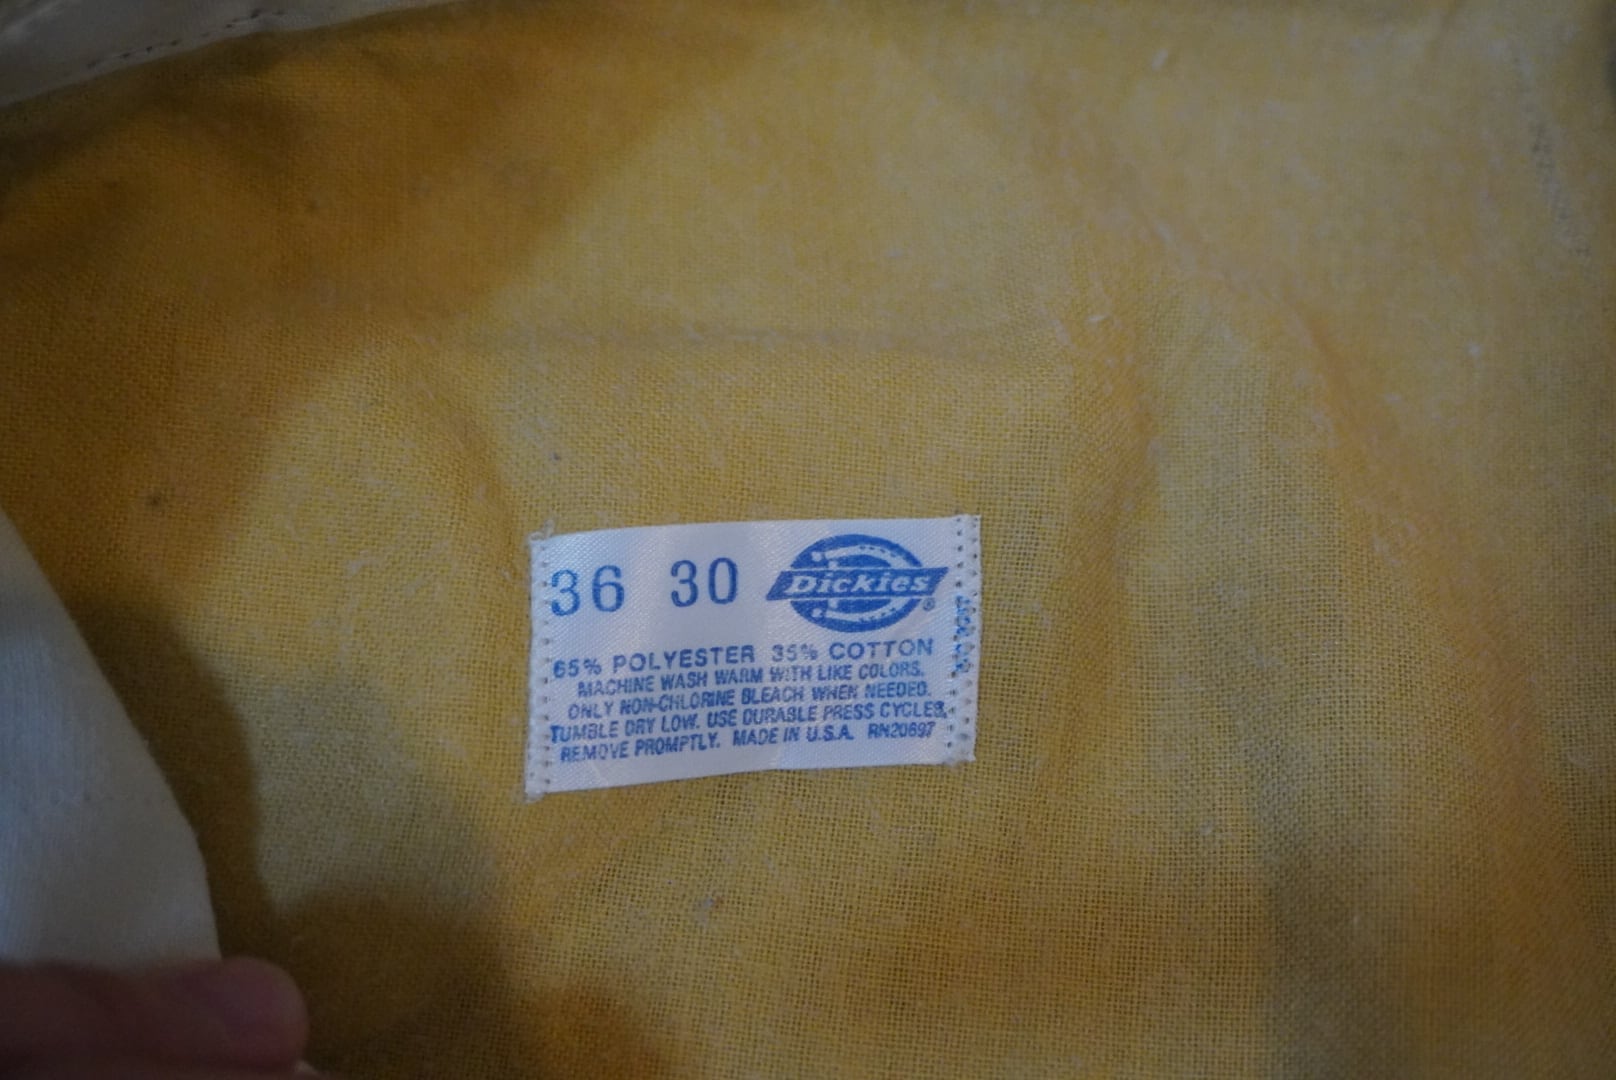 36 30 Dickies®
65% POLYESTER 35% COTTON
MACHINE WASH WARM WITH LIKE COLORS.
ONLY NON-CHLORINE BLEACH WHEN NEEDED.
TUMBLE DRY LOW. USE DURABLE PRESS CYCLES,
REMOVE PROMPTLY. MADE IN U.S.A. RN20697